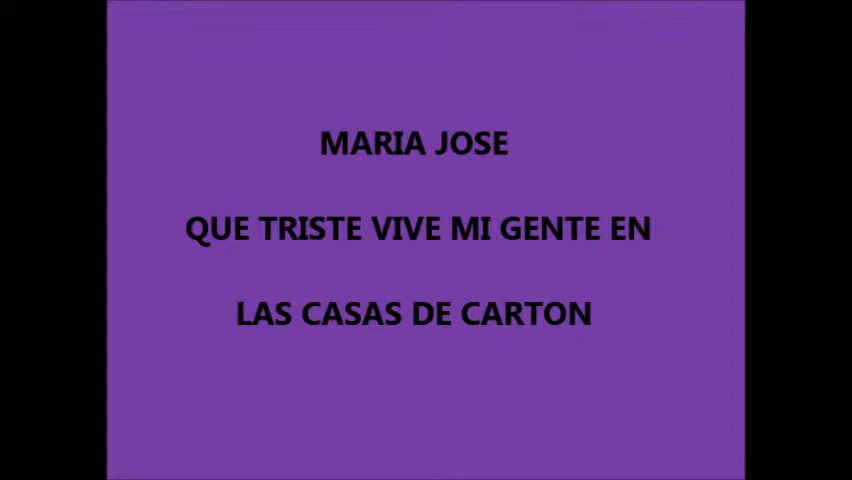 MARIA JOSE
QUE TRISTE VIVE MI GENTE EN
LAS CASAS DE CARTON